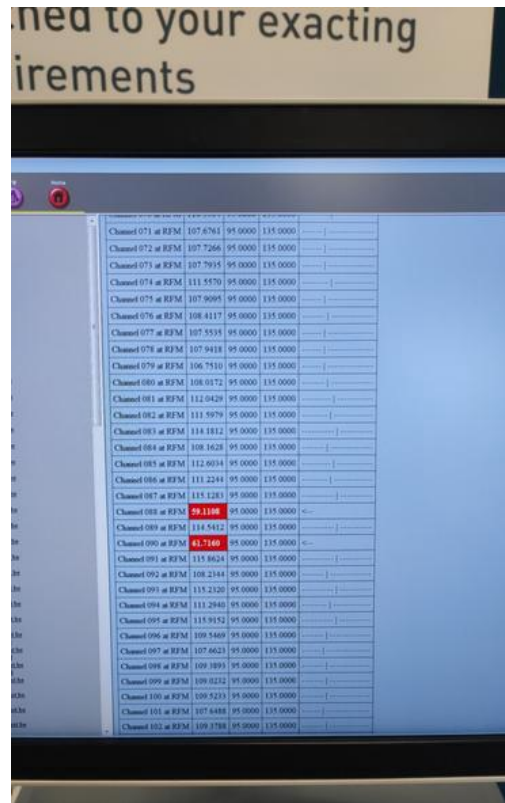 ned to your exacting
irements
Home
Channel 071 at RFM 107.6761 95.0000 135.0000
Channel 072 at RFM 107.7266 95.0000 135.0000
Channel 073 at RFM 107.7935 95.0000 135.0000
Channel 074 at RFM 111.5570 95.0000 135.0000
Channel 075 at RFM 107.9095 95.0000 135.0000
Channel 076 at RFM 108.4117 95.0000 135.0000
Channel 077 at RFM 107.5535 95.0000 135.0000
Channel 078 at RFM 107.9418 95.0000 135.0000
Channel 079 at RFM 106.7510 95.0000 135.0000
Channel 080 at RFM 108.0172 95.0000 135.0000
Channel 081 at RFM 112.0429 95.0000 135.0000
Channel 082 at RFM 111.5979 95.0000 135.0000
Channel 083 at RFM 114.1812 95.0000 135.0000
Channel 084 at RFM 108.1628 95.0000 135.0000
Channel 085 at RFM 112.6034 95.0000 135.0000
Channel 086 at RFM 111.2244 95.0000 135.0000
Channel 087 at RFM 115.1283 95.0000 135.0000
Channel 088 at RFM 59.1108 95.0000 135.0000 <--
Channel 089 at RFM 114.5412 95.0000 135.0000
Channel 090 at RFM 61.7160 95.0000 135.0000 <--
Channel 091 at RFM 115.8624 95.0000 135.0000
Channel 092 at RFM 108.2344 95.0000 135.0000
Channel 093 at RFM 115.2320 95.0000 135.0000
Channel 094 at RFM 111.2940 95.0000 135.0000
Channel 095 at RFM 115.9152 95.0000 135.0000
Channel 096 at RFM 109.5469 95.0000 135.0000
Channel 097 at RFM 107.6623 95.0000 135.0000
Channel 098 at RFM 109.3895 95.0000 135.0000
Channel 099 at RFM 109.0232 95.0000 135.0000
Channel 100 at RFM 109.5233 95.0000 135.0000
Channel 101 at RFM 107.6488 95.0000 135.0000
Channel 102 at RFM 109.3788 95.0000 135.0000